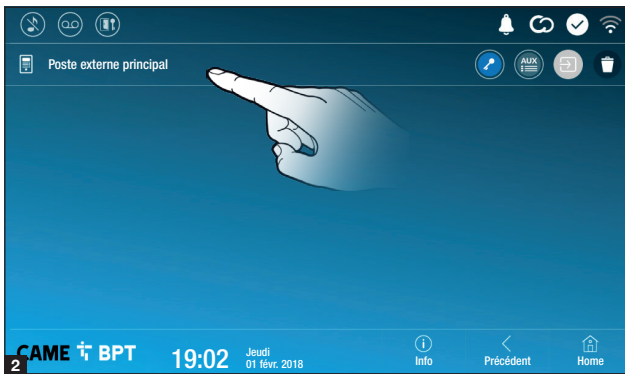 Poste externe principal
AUX
CAME BPT
19:02
Jeudi
01 févr. 2018
Info
Précédent
Home
2